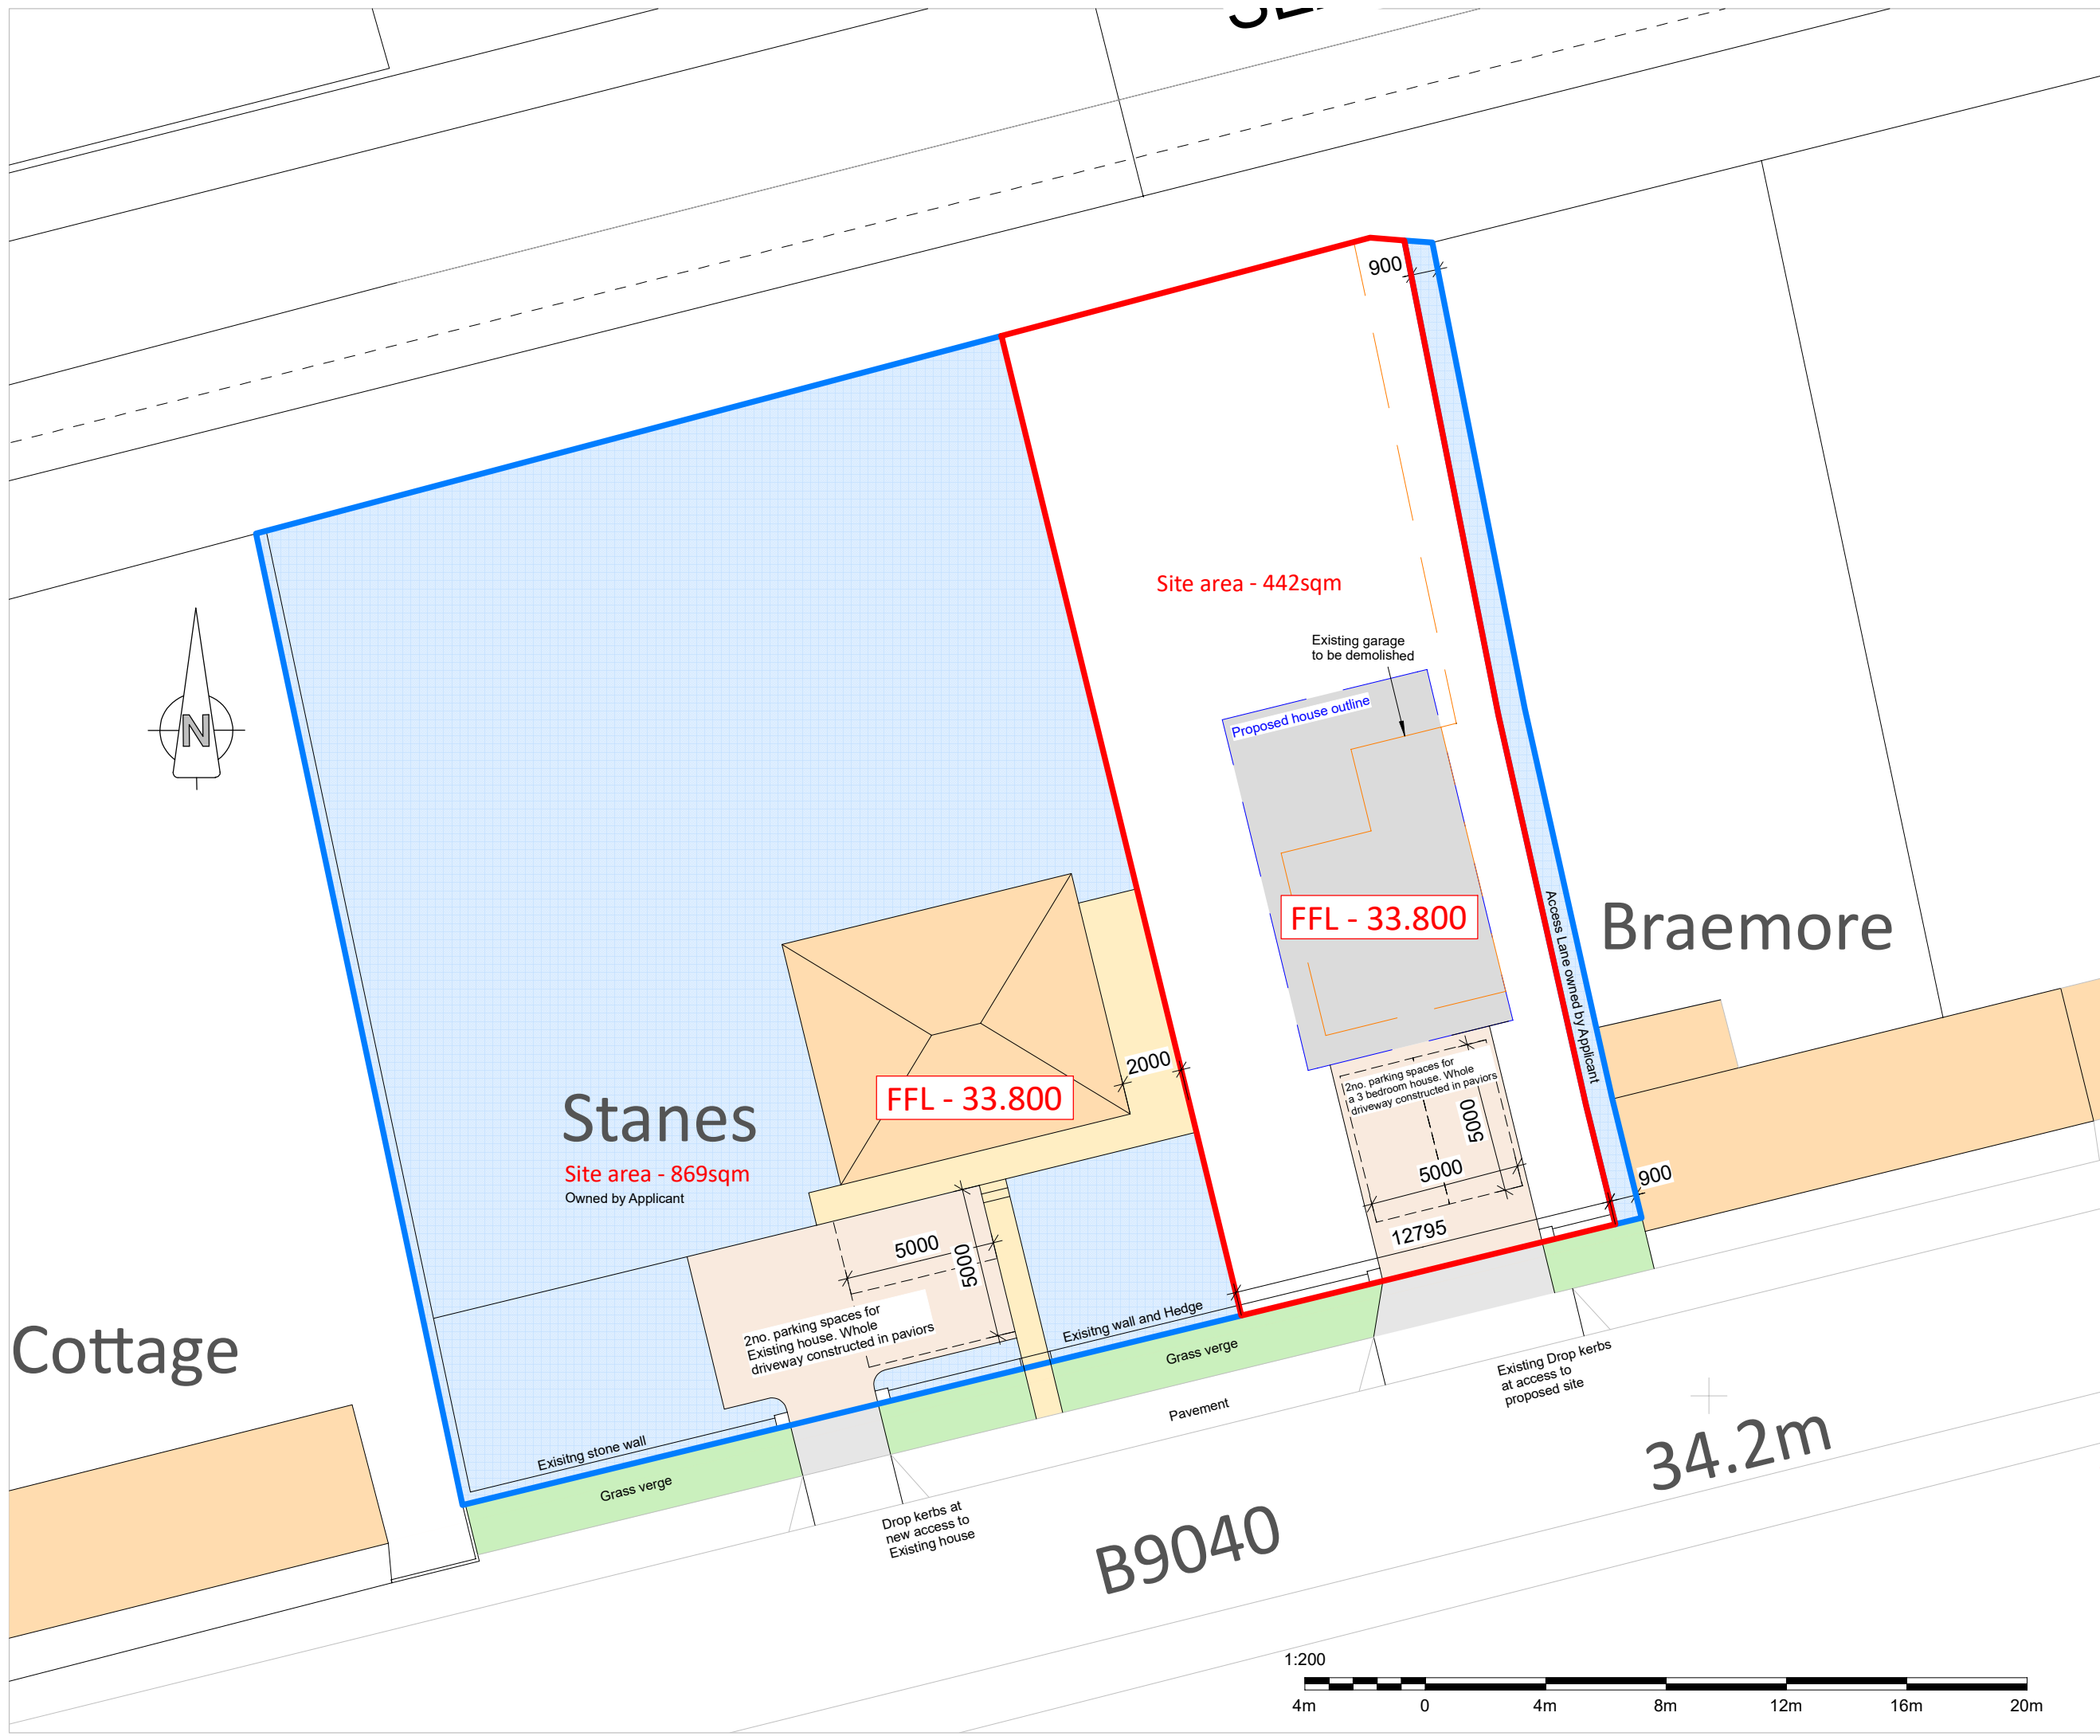 900
Site area - 442sqm
Existing garage
to be demolished
N
Proposed house outline
FFL - 33.800
Braemore
Access Lane owned by Applicant
2000
2no. parking spaces for
a 3 bedroom house. Whole
driveway constructed in paviors
5000
5000
FFL - 33.800
Stanes
Site area - 869sqm
Owned by Applicant
900
12795
5000
5000
2no. parking spaces for
Existing house. Whole
driveway constructed in paviors
Exisitng wall and Hedge
Grass verge
Cottage
Existing Drop kerbs
at access to
proposed site
Pavement
Exisitng stone wall
Grass verge
34.2m
Drop kerbs at
new access to
Existing house
B9040
1:200
4m 0 4m 8m 12m 16m 20m